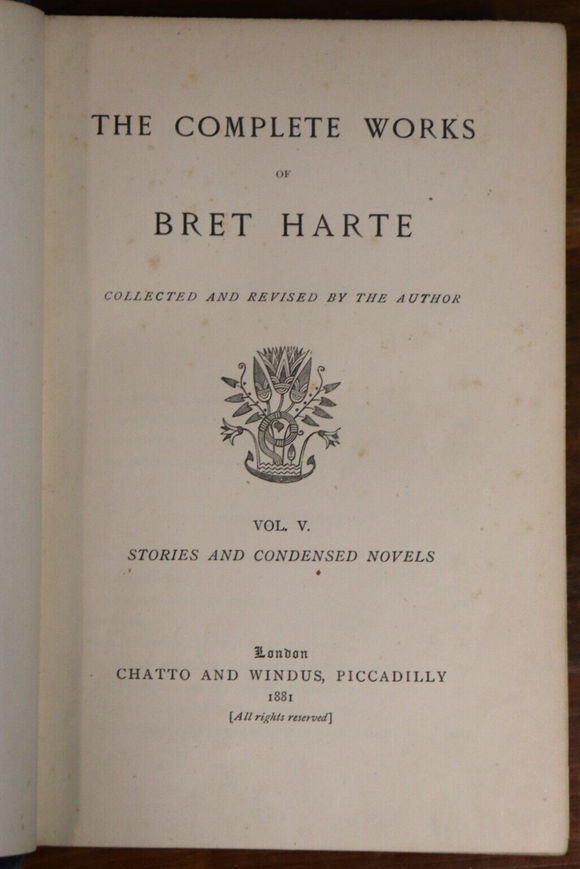 THE COMPLETE WORKS
OF
BRET HARTE
COLLECTED AND REVISED BY THE AUTHOR
VOL. V.
STORIES AND CONDENSED NOVELS
London
CHATTO AND WINDUS, PICCADILLY
1881
[All rights reserved]